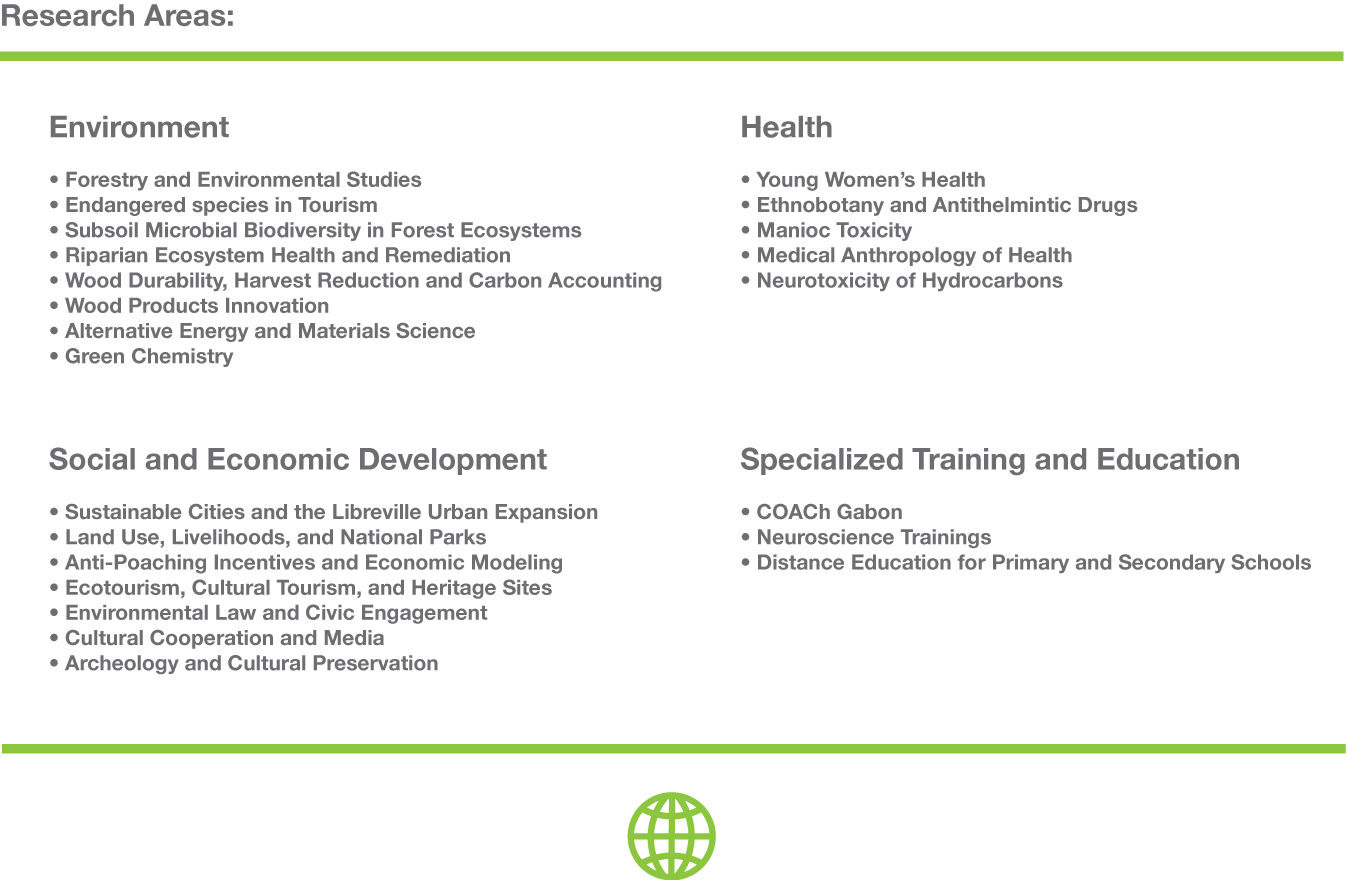 Research Areas:
Environment
• Forestry and Environmental Studies
• Endangered species in Tourism
• Subsoil Microbial Biodiversity in Forest Ecosystems
• Riparian Ecosystem Health and Remediation
• Wood Durability, Harvest Reduction and Carbon Accounting
• Wood Products Innovation
• Alternative Energy and Materials Science
• Green Chemistry
Health
• Young Women’s Health
• Ethnobotany and Antithelmintic Drugs
• Manioc Toxicity
• Medical Anthropology of Health
• Neurotoxicity of Hydrocarbons
Social and Economic Development
• Sustainable Cities and the Libreville Urban Expansion
• Land Use, Livelihoods, and National Parks
• Anti-Poaching Incentives and Economic Modeling
• Ecotourism, Cultural Tourism, and Heritage Sites
• Environmental Law and Civic Engagement
• Cultural Cooperation and Media
• Archeology and Cultural Preservation
Specialized Training and Education
• COACh Gabon
• Neuroscience Trainings
• Distance Education for Primary and Secondary Schools